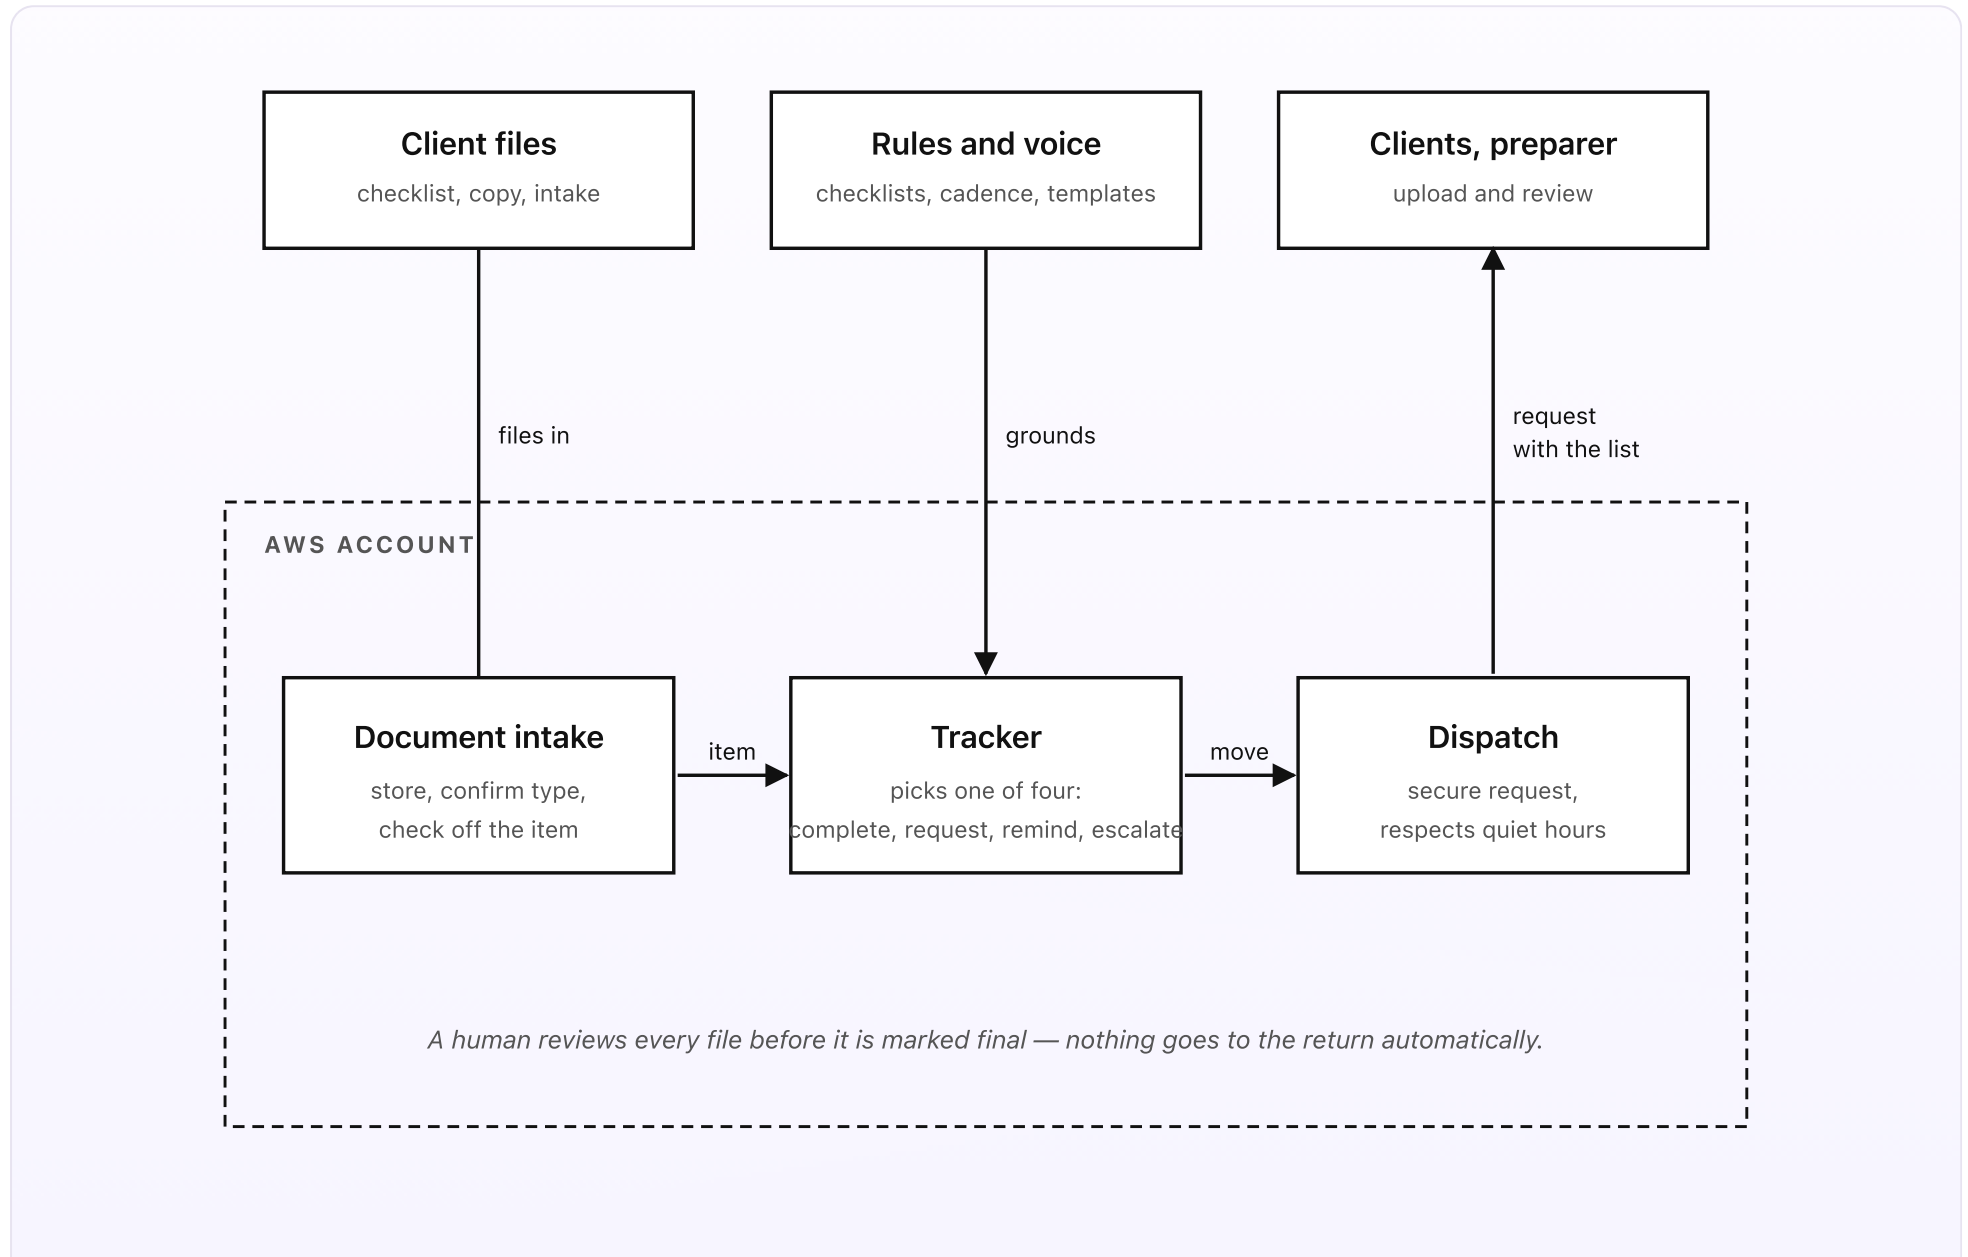 Client files
checklist, copy, intake
Rules and voice
checklists, cadence, templates
Clients, preparer
upload and review
files in
grounds
request
with the list
AWS ACCOUNT
Document intake
store, confirm type,
check off the item
item
Tracker
picks one of four:
complete, request, remind, escalate
move
Dispatch
secure request,
respects quiet hours
A human reviews every file before it is marked final — nothing goes to the return automatically.